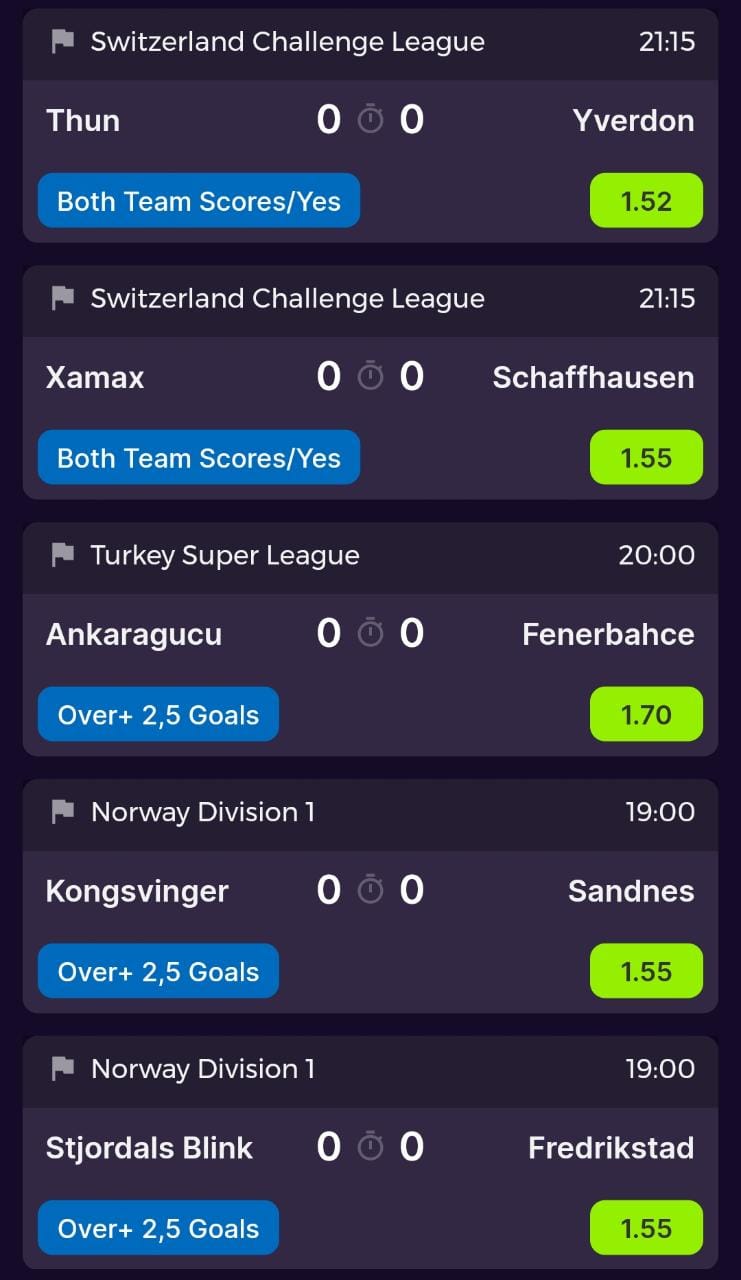 Switzerland Challenge League 21:15
Thun 0 0 Yverdon
Both Team Scores/Yes 1.52
Switzerland Challenge League 21:15
Xamax 0 0 Schaffhausen
Both Team Scores/Yes 1.55
Turkey Super League 20:00
Ankaragucu 0 0 Fenerbahce
Over+ 2,5 Goals 1.70
Norway Division 1 19:00
Kongsvinger 0 0 Sandnes
Over+ 2,5 Goals 1.55
Norway Division 1 19:00
Stjordals Blink 0 0 Fredrikstad
Over+ 2,5 Goals 1.55